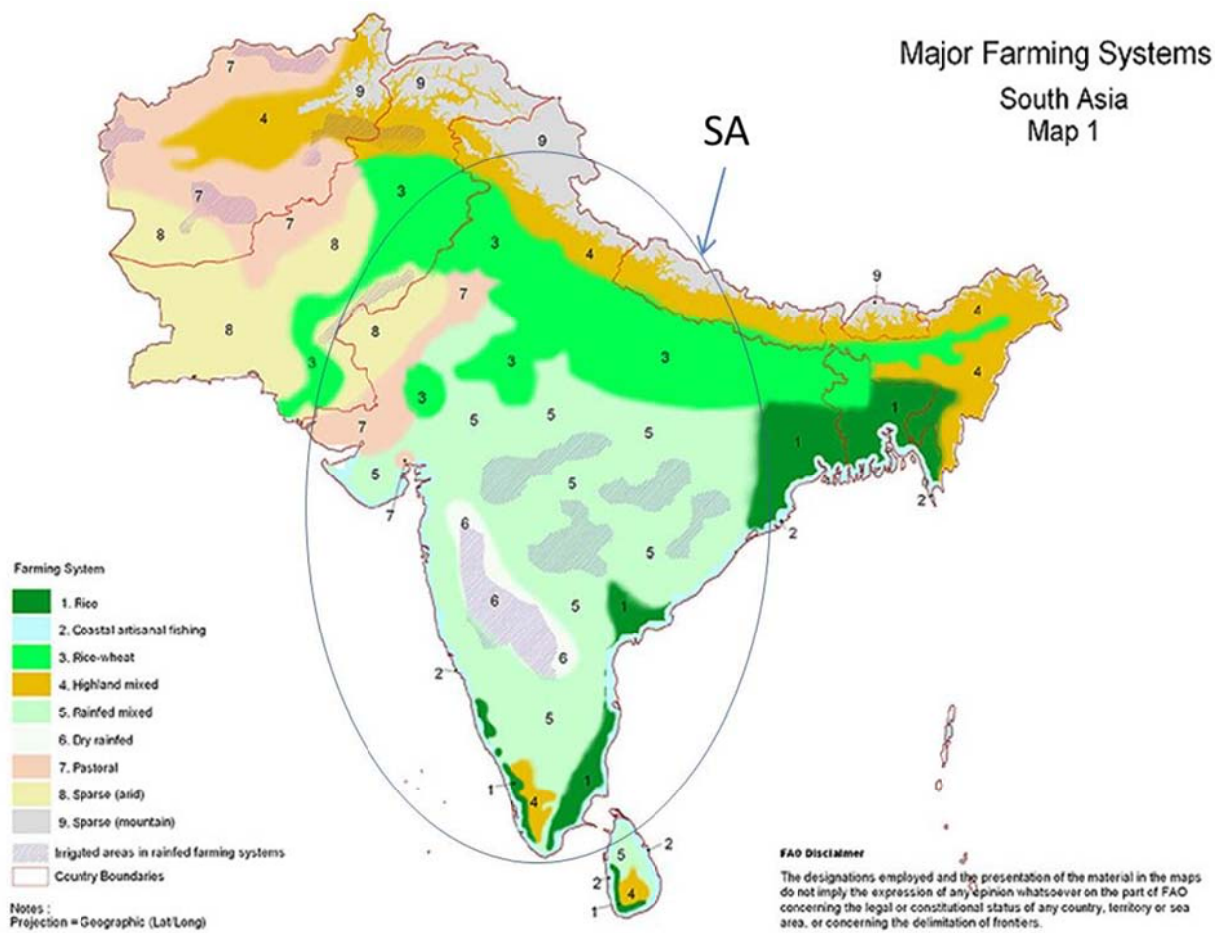 Major Farming Systems
South Asia
Map 1
SA
7
9
9
4
9
3
7
7
8
8
3
4
9
7
4
8
8
3
3
3
4
3
7
5
5
5
1
1
5
5
7
6
2
2
5
6
5
1
6
2
5
1
1
4
5
2
2
4
1
Farming System
1. Rice
2. Coastal artisanal fishing
3. Rice-wheat
4. Highland mixed
5. Rainfed mixed
6. Dry rainfed
7. Pastoral
8. Sparse (arid)
9. Sparse (mountain)
Irrigated areas in rainfed farming systems
Country Boundaries
Notes :
Projection = Geographic (Lat/Long)
FAO Disclaimer
The designations employed and the presentation of the material in the maps
do not imply the expression of any opinion whatsoever on the part of FAO
concerning the legal or constitutional status of any country, territory or sea
area, or concerning the delimitation of frontiers.